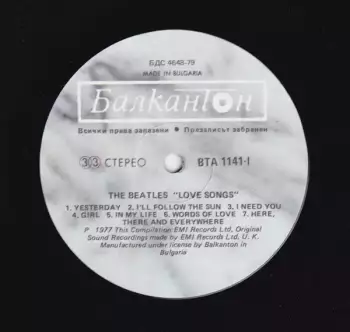 БДС 4648-79
MADE IN BULGARIA
Балкантон
Всички права запазени • Презаписът забранен
33 СТЕРЕО
ВТА 1141-I
THE BEATLES "LOVE SONGS"
1. YESTERDAY 2. I'LL FOLLOW THE SUN 3. I NEED YOU
4. GIRL 5. IN MY LIFE 6. WORDS OF LOVE 7. HERE,
THERE AND EVERYWHERE
P 1977 This Compilation EMI Records Ltd, Original
Sound Recordings made by EMI Records Ltd, U. K.
Manufactured under license by Balkanton in
Bulgaria